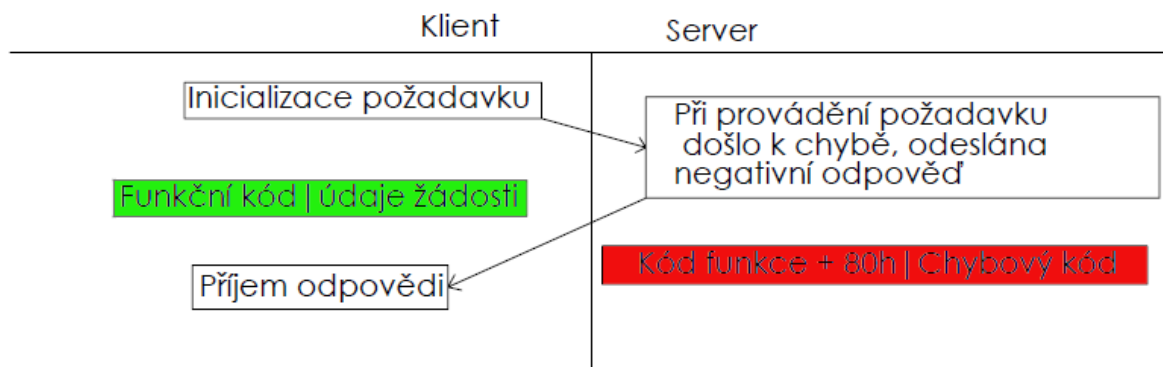 Klient
Server
Inicializace požadavku
Při provádění požadavku
došlo k chybě, odeslána
negativní odpověď
Funkční kód | údaje žádosti
Kód funkce + 80h | Chybový kód
Příjem odpovědi